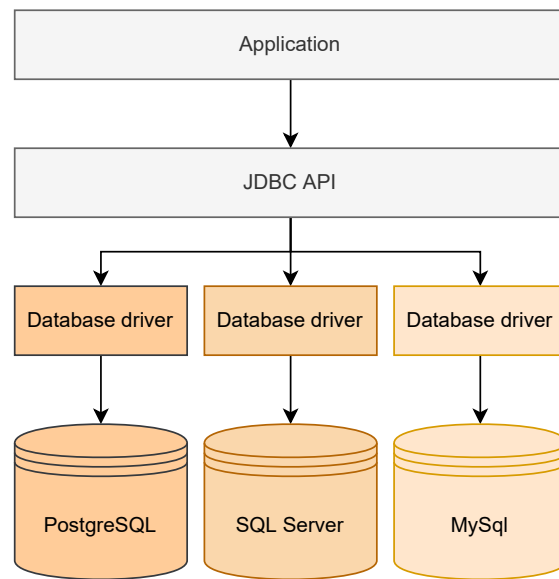 Application
JDBC API
Database driver
Database driver
Database driver
PostgreSQL
SQL Server
MySql